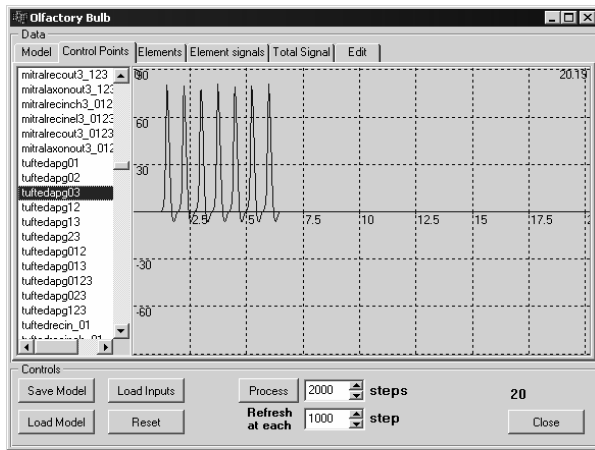 Olfactory Bulb
Data
Model Control Points Elements Element signals Total Signal Edit
mitralrecout3_123
mitralaxonout3_123
mitralrecinch3_012
mitralrecinel3_0123
mitralrecout3_0123
mitralaxonout3_012
tuftedapg01
tuftedapg02
tuftedapg03
tuftedapg12
tuftedapg13
tuftedapg23
tuftedapg012
tuftedapg013
tuftedapg0123
tuftedapg023
tuftedapg123
tuftedrecin_01
90
20.19
60
30
2.5 5 7.5 10 12.5 15 17.5
-30
-60
Controls
Save Model Load Inputs Process 2000 steps 20
Load Model Reset Refresh at each 1000 step Close